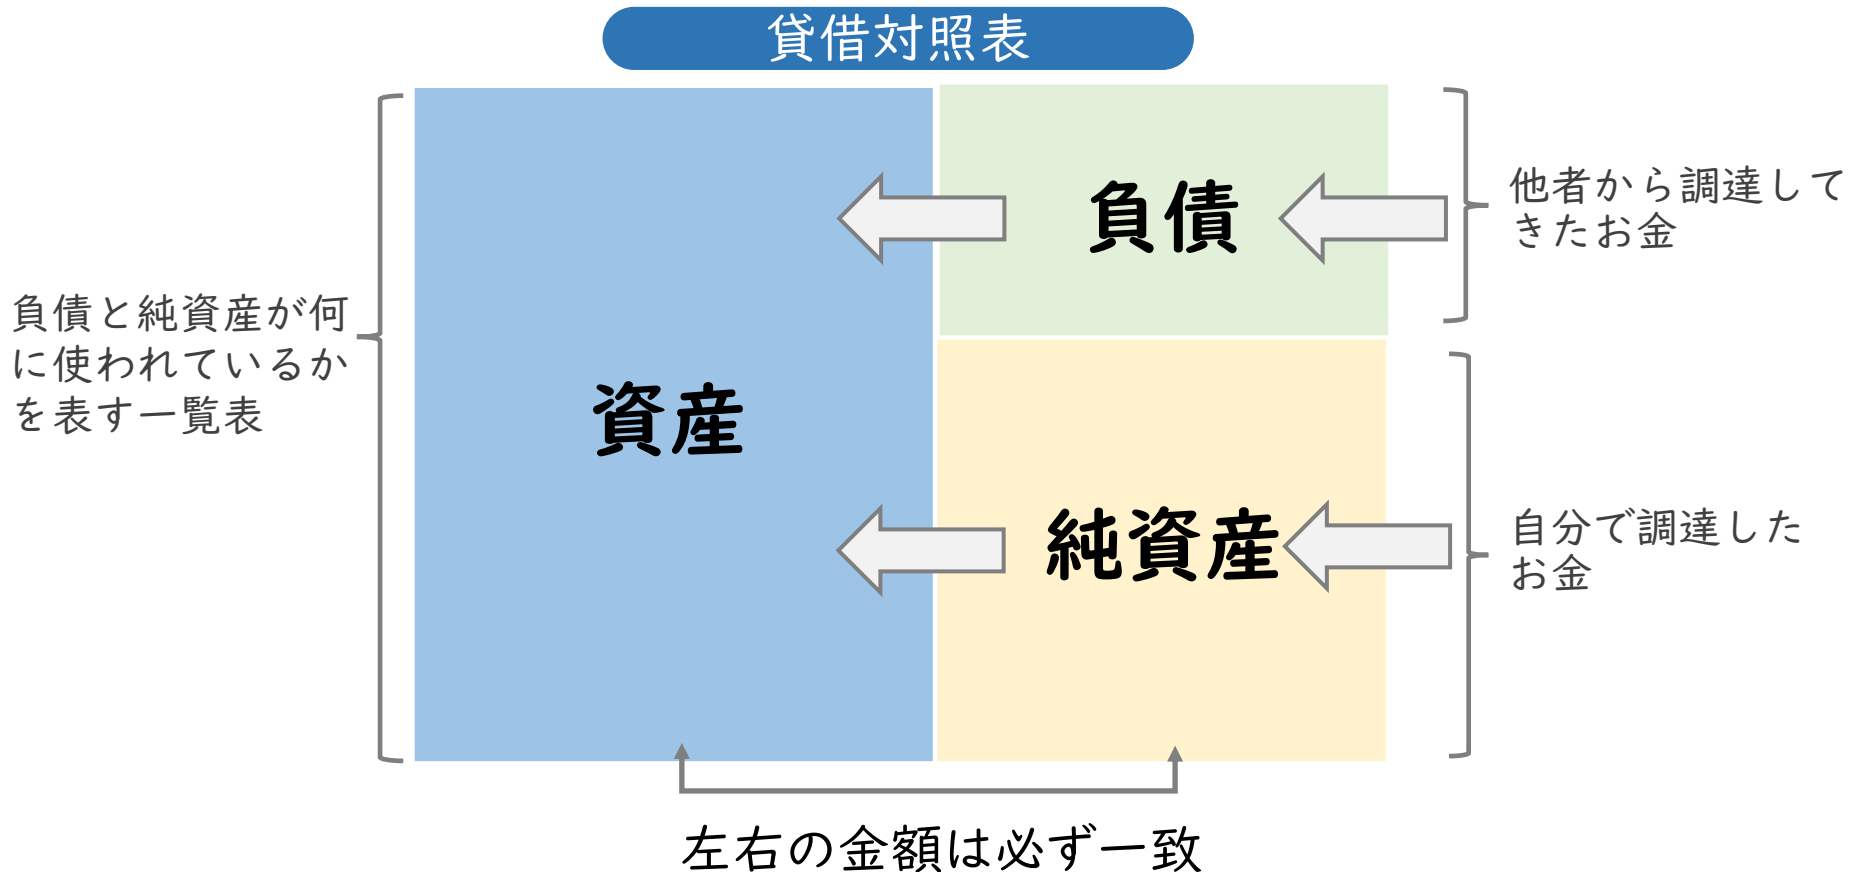 貸借対照表
負債と純資産が何
に使われているか
を表す一覧表
資産
負債
純資産
他者から調達して
きたお金
自分で調達した
お金
左右の金額は必ず一致